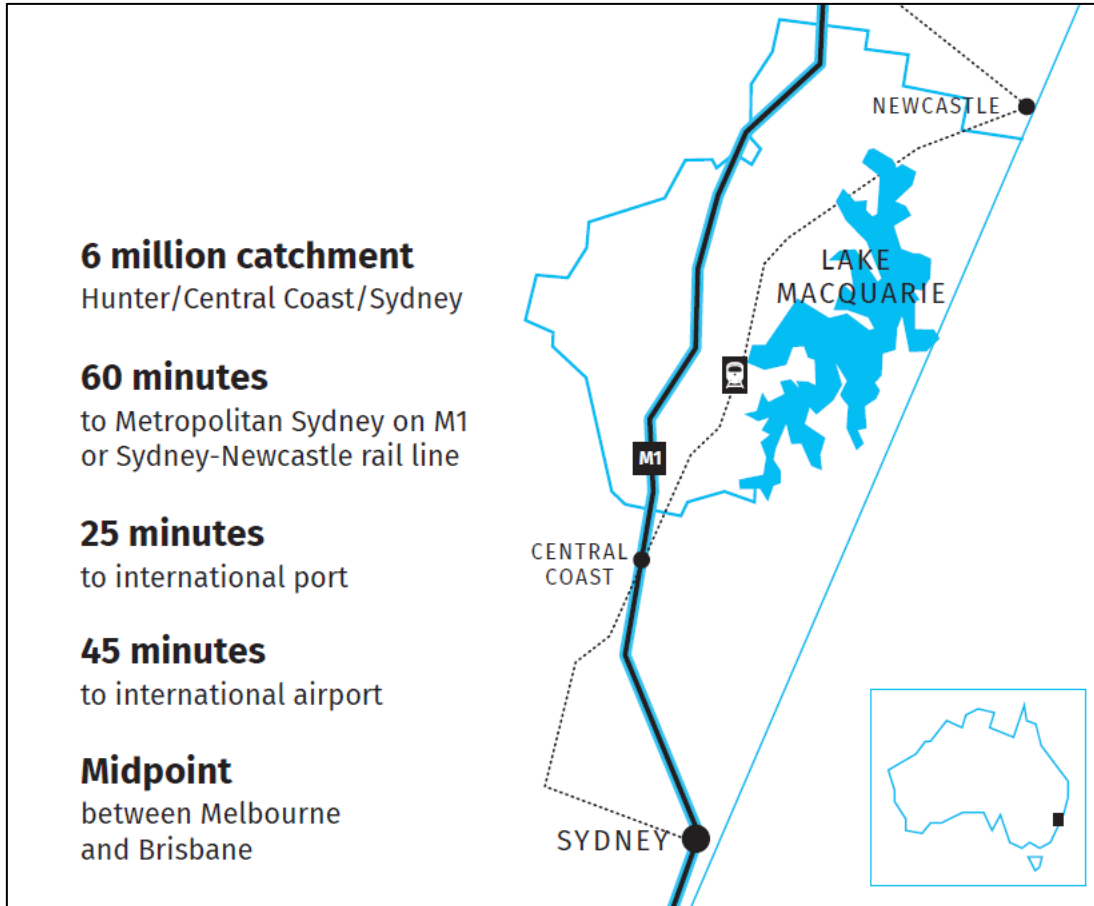 6 million catchment
Hunter/Central Coast/Sydney
60 minutes
to Metropolitan Sydney on M1
or Sydney-Newcastle rail line
25 minutes
to international port
45 minutes
to international airport
Midpoint
between Melbourne
and Brisbane
NEWCASTLE
LAKE
MACQUARIE
M1
CENTRAL
COAST
SYDNEY